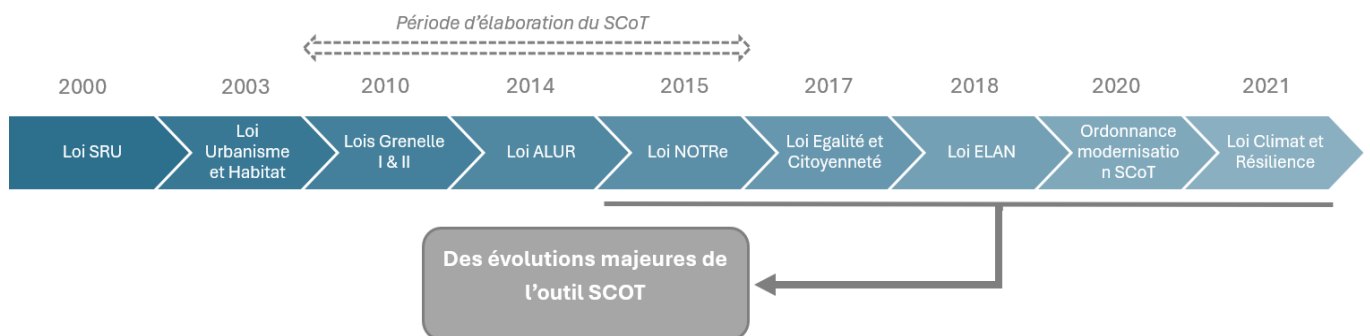 Période d'élaboration du SCoT
2000
2003
2010
2014
2015
2017
2018
2020
2021
Loi SRU
Loi
Urbanisme
et Habitat
Lois Grenelle
I & II
Loi ALUR
Loi NOTRe
Loi Egalité et
Citoyenneté
Loi ELAN
Ordonnance
modernisatio
n SCoT
Loi Climat et
Résilience
Des évolutions majeures de
l'outil SCOT